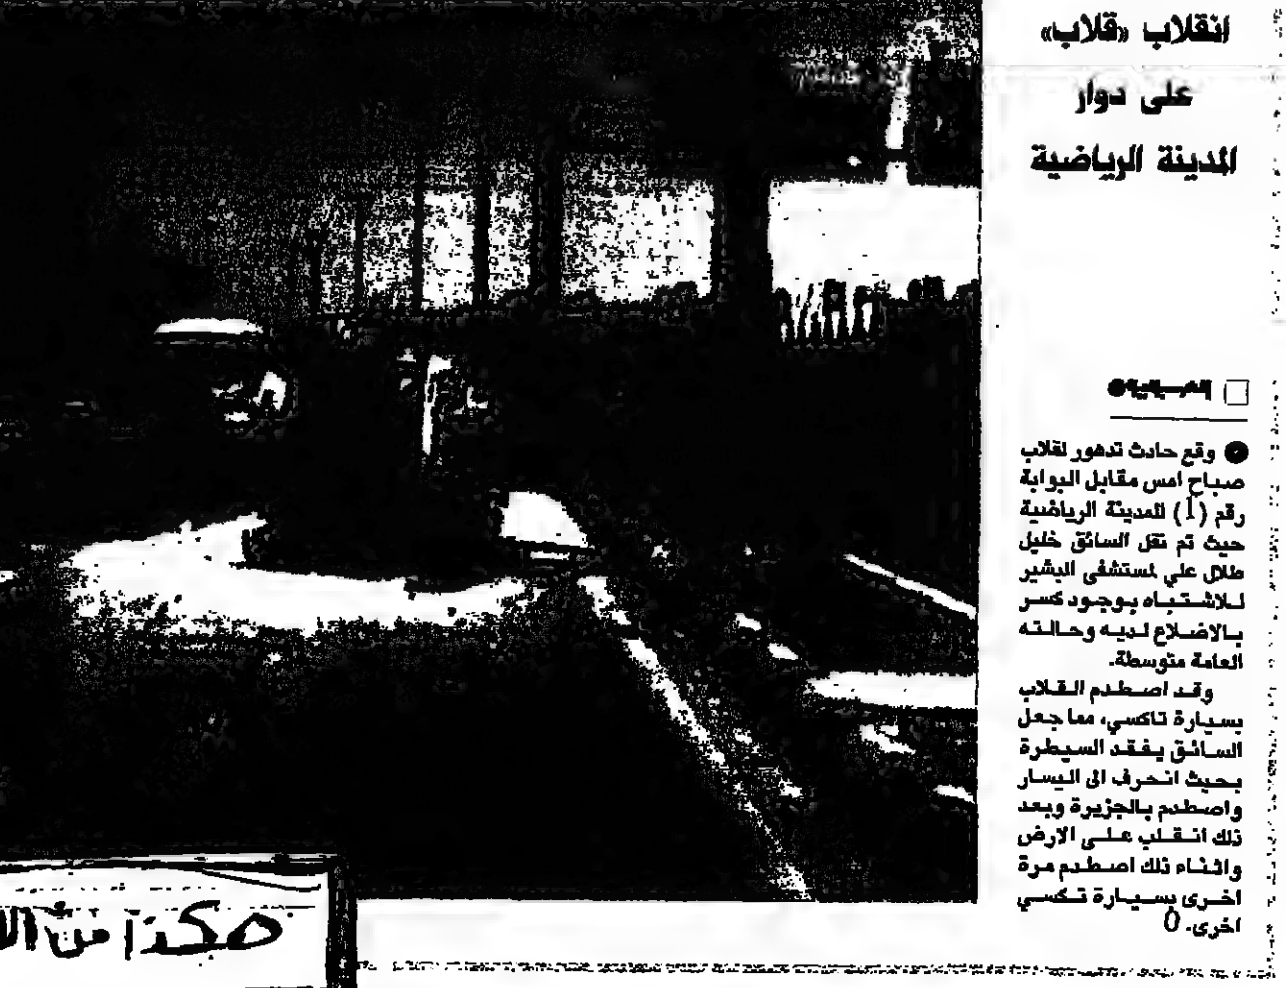 انقلاب «قلاب»
على دوار
المدينة الرياضية
وقع حادث تدهور لقلاب
صباح امس مقابل البوابة
رقم (1) للمدينة الرياضية
حيث تم نقل السائق خليل
طلال علي لمستشفى البشير
للاشتباه بوجود كسر
بالاضلاع لديه وحالته
العامة متوسطة.
وقد اصطدم القلاب
بسيارة تاكسي، مما جعل
السائق يفقد السيطرة
بحيث انحرف الى اليسار
واصطدم بالجزيرة وبعد
ذلك انقلب على الارض
واثناء ذلك اصطدم مرة
اخرى بسيارة تكسي
اخرى. 0
هكذا من الا